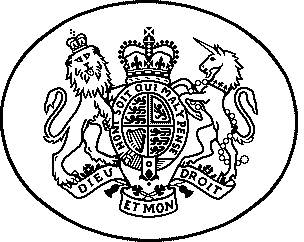 HONI SOIT QUI MAL Y PENSE
DIEU ET MON DROIT